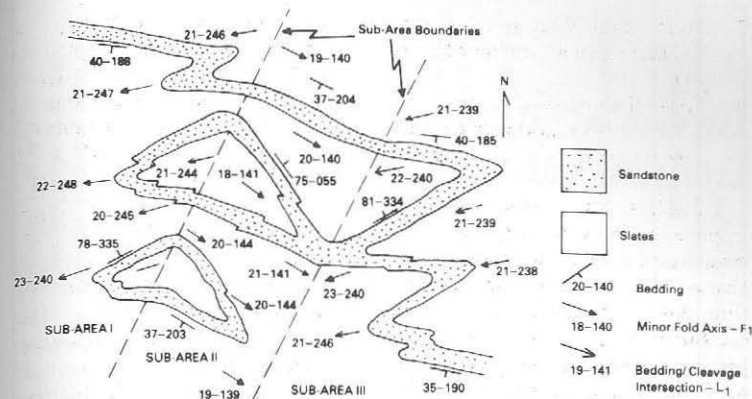 21-246
Sub-Area Boundaries
19-140
40-188
21-247
37-204
N
21-239
40-185
20-140
21-244
18-141
75-055
22-240
Sandstone
22-248
81-334
20-245
21-239
Slates
78-335
20-144
21-141
21-238
23-240
23-240
20-140
Bedding
20-144
SUB-AREA I
37-203
21-246
18-140
Minor Fold Axis – F1
SUB-AREA II
19-139
SUB-AREA III
35-190
19-141
Bedding/Cleavage
Intersection – L1